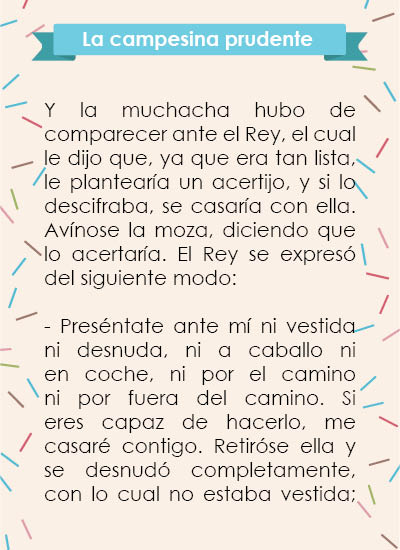 La campesina prudente
Y la muchacha hubo de
comparecer ante el Rey, el cual
le dijo que, ya que era tan lista,
le plantearía un acertijo, y si lo
descifraba, se casaría con ella.
Avínose la moza, diciendo que
lo acertaría. El Rey se expresó
del siguiente modo:
- Preséntate ante mí ni vestida
ni desnuda, ni a caballo ni
en coche, ni por el camino
ni por fuera del camino. Si
eres capaz de hacerlo, me
casaré contigo. Retiróse ella y
se desnudó completamente,
con lo cual no estaba vestida;